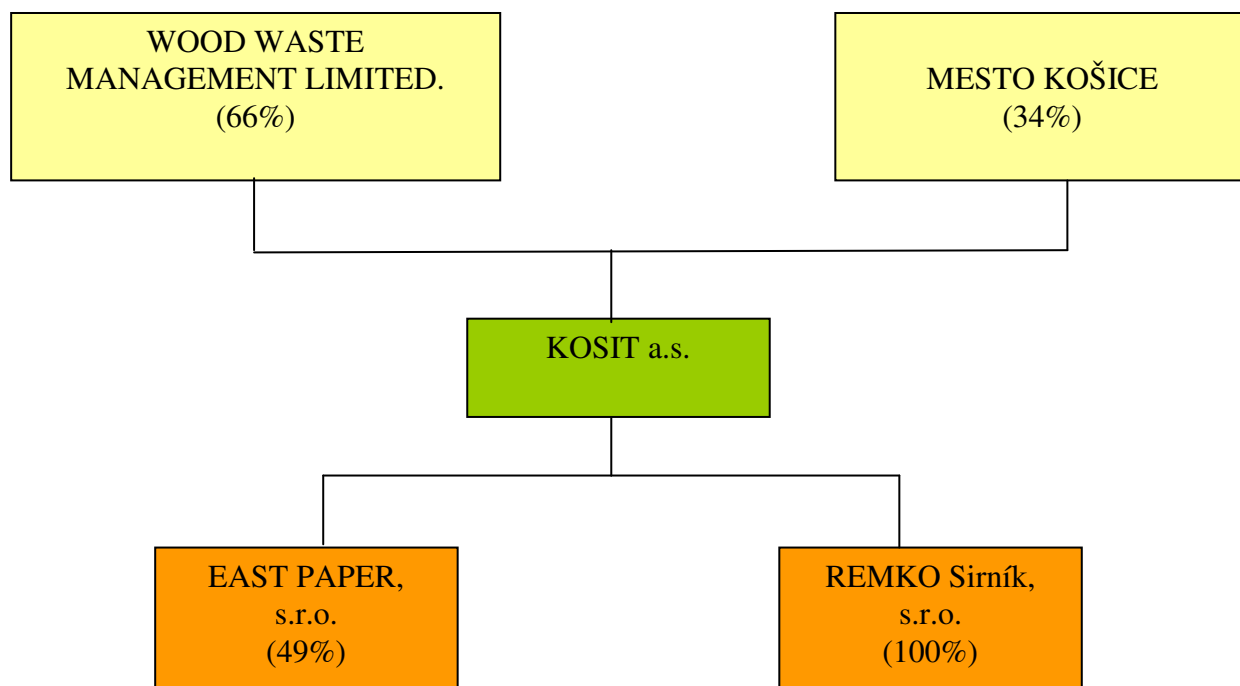 WOOD WASTE
MANAGEMENT LIMITED.
(66%)
MESTO KOŠICE
(34%)
KOSIT a.s.
EAST PAPER,
s.r.o.
(49%)
REMKO Sirník,
s.r.o.
(100%)